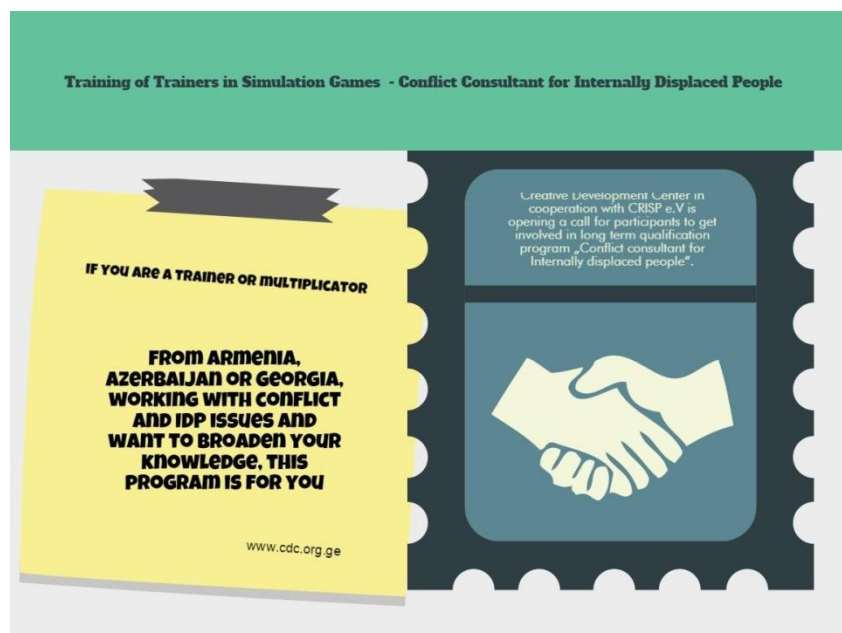 Training of Trainers in Simulation Games - Conflict Consultant for Internally Displaced People
IF YOU ARE A TRAINER OR MULTIPLICATOR
FROM ARMENIA,
AZERBAIJAN OR GEORGIA,
WORKING WITH CONFLICT
AND IDP ISSUES AND
WANT TO BROADEN YOUR
KNOWLEDGE, THIS
PROGRAM IS FOR YOU
www.cdc.org.ge
Creative Development Center in
cooperation with CRISP e.V is
opening a call for participants to get
involved in long term qualification
program „Conflict consultant for
Internally displaced people“.